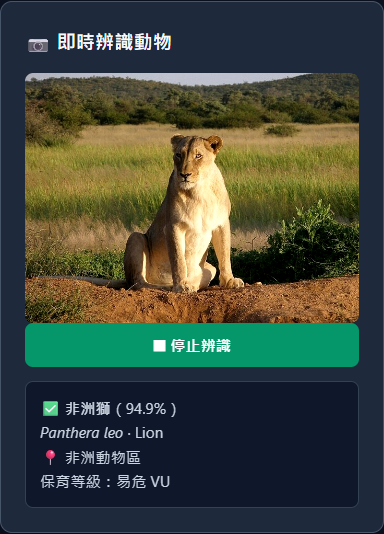 📷 即時辨識動物
⏹ 停止辨識
✅ 非洲獅（94.9%）
Panthera leo · Lion
📍 非洲動物區
保育等級：易危 VU